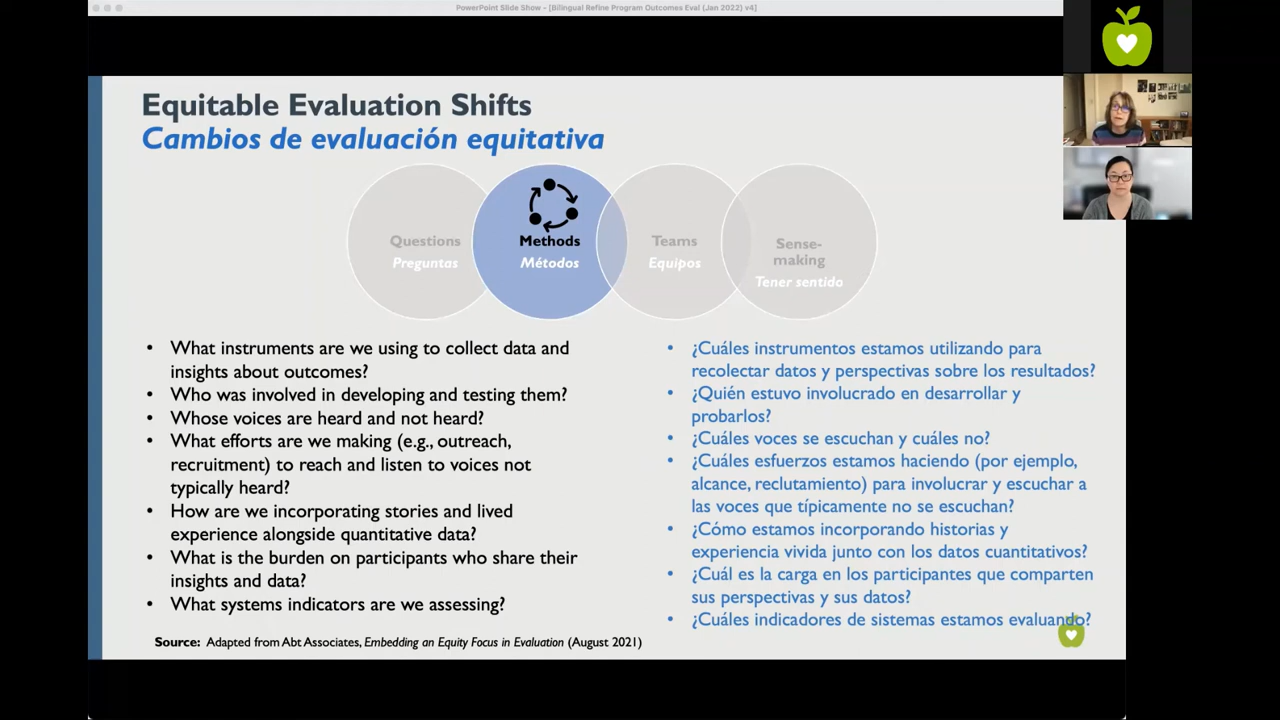 PowerPoint Slide Show - [Bilingual Refine Program Outcomes Eval (Jan 2022) v4]
Equitable Evaluation Shifts
Cambios de evaluación equitativa
Questions
Preguntas
Methods
Métodos
Teams
Equipos
Sense-
making
Tener sentido
• What instruments are we using to collect data and
insights about outcomes?
• Who was involved in developing and testing them?
• Whose voices are heard and not heard?
• What efforts are we making (e.g., outreach,
recruitment) to reach and listen to voices not
typically heard?
• How are we incorporating stories and lived
experience alongside quantitative data?
• What is the burden on participants who share their
insights and data?
• What systems indicators are we assessing?
• ¿Cuáles instrumentos estamos utilizando para
recolectar datos y perspectivas sobre los resultados?
• ¿Quién estuvo involucrado en desarrollar y
probarlos?
• ¿Cuáles voces se escuchan y cuáles no?
• ¿Cuáles esfuerzos estamos haciendo (por ejemplo,
alcance, reclutamiento) para involucrar y escuchar a
las voces que típicamente no se escuchan?
• ¿Cómo estamos incorporando historias y
experiencia vivida junto con los datos cuantitativos?
• ¿Cuál es la carga en los participantes que comparten
sus perspectivas y sus datos?
• ¿Cuáles indicadores de sistemas estamos evaluando?
Source: Adapted from Abt Associates, Embedding an Equity Focus in Evaluation (August 2021)